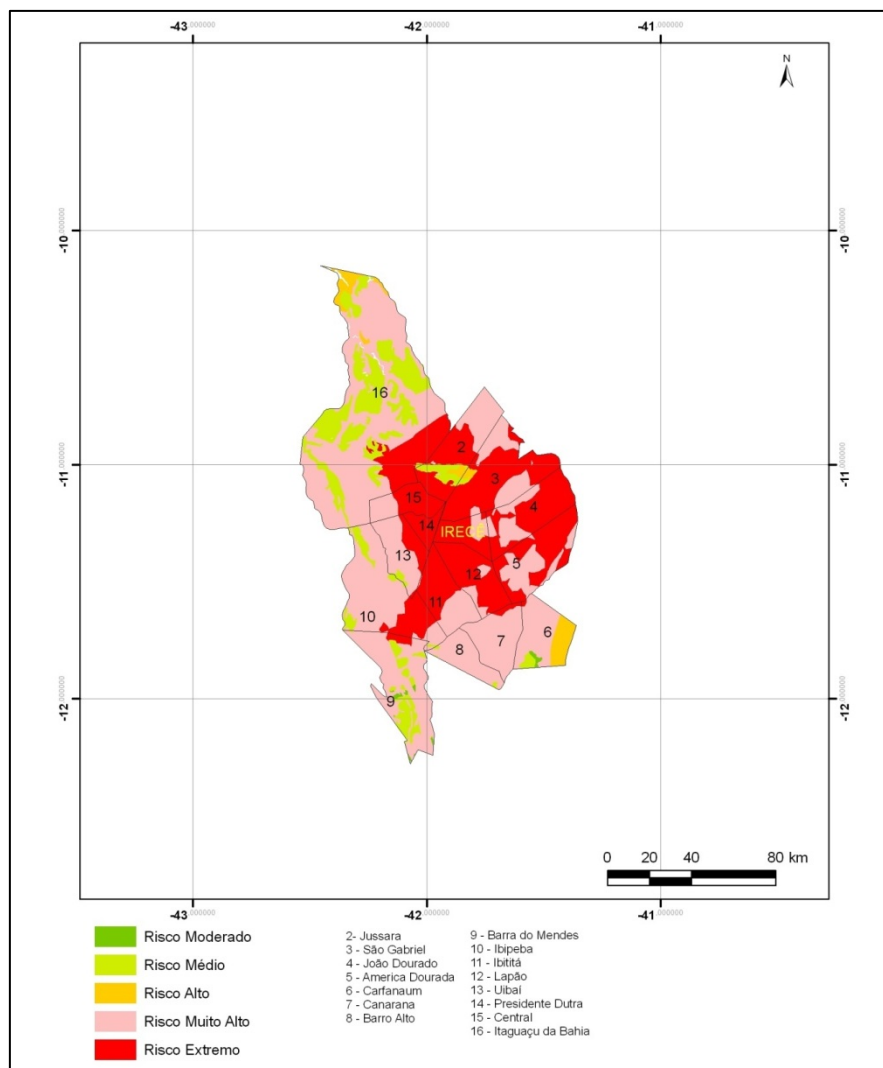 -43,000000 -42,000000 -41,000000
N
-10,000000 -10,000000
16
2
-11,000000 -11,000000
3
15
4
14
IRECÊ
13
5
12
11
10
6
7
8
-12,000000 -12,000000
9
0 20 40 80 km
-43,000000 -42,000000 -41,000000
Risco Moderado
Risco Médio
Risco Alto
Risco Muito Alto
Risco Extremo
2- Jussara
3 - São Gabriel
4 - João Dourado
5 - America Dourada
6 - Carfanaum
7 - Canarana
8 - Barro Alto
9 - Barra do Mendes
10 - Ibipeba
11 - Ibititá
12 - Lapão
13 - Uibaí
14 - Presidente Dutra
15 - Central
16 - Itaguaçu da Bahia